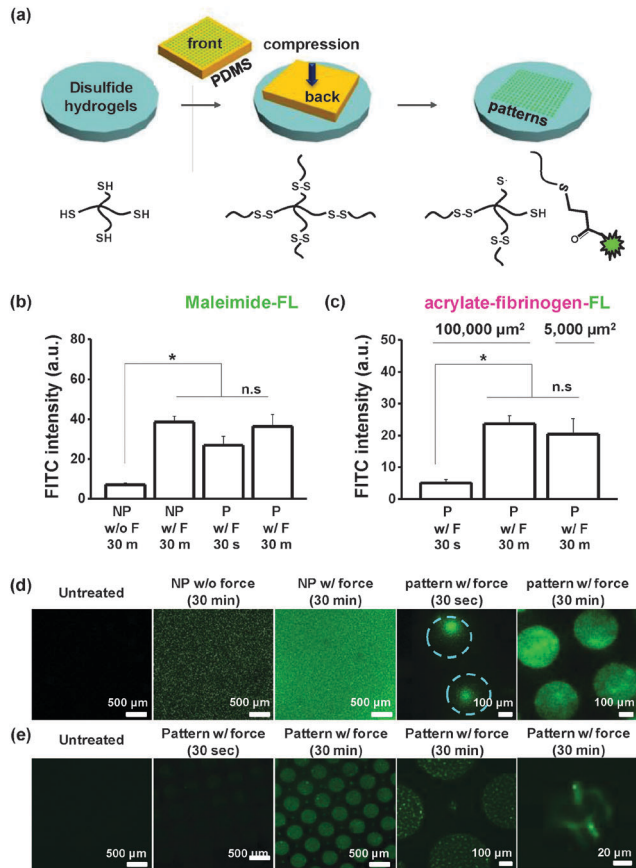 (a)
front
PDMS
compression
back
Disulfide
hydrogels
patterns
SH
HS
SH
SH
S-S
S-S
S-S
S-S
S·
S-S
SH
S-S
S
O
(b)
Maleimide-FL
FITC intensity (a.u.)
80
60
40
20
0
*
n.s
NP
w/o F
30 m
NP
w/ F
30 m
P
w/ F
30 s
P
w/ F
30 m
(c)
acrylate-fibrinogen-FL
100,000 µm²
5,000 µm²
FITC intensity (a.u.)
50
40
30
20
10
0
*
n.s
P
w/ F
30 s
P
w/ F
30 m
P
w/ F
30 m
(d)
Untreated
NP w/o force
(30 min)
NP w/ force
(30 min)
pattern w/ force
(30 sec)
pattern w/ force
(30 min)
500 µm
500 µm
500 µm
100 µm
100 µm
(e)
Untreated
Pattern w/ force
(30 sec)
Pattern w/ force
(30 min)
pattern w/ force
(30 min)
pattern w/ force
(30 min)
500 µm
500 µm
500 µm
100 µm
20 µm